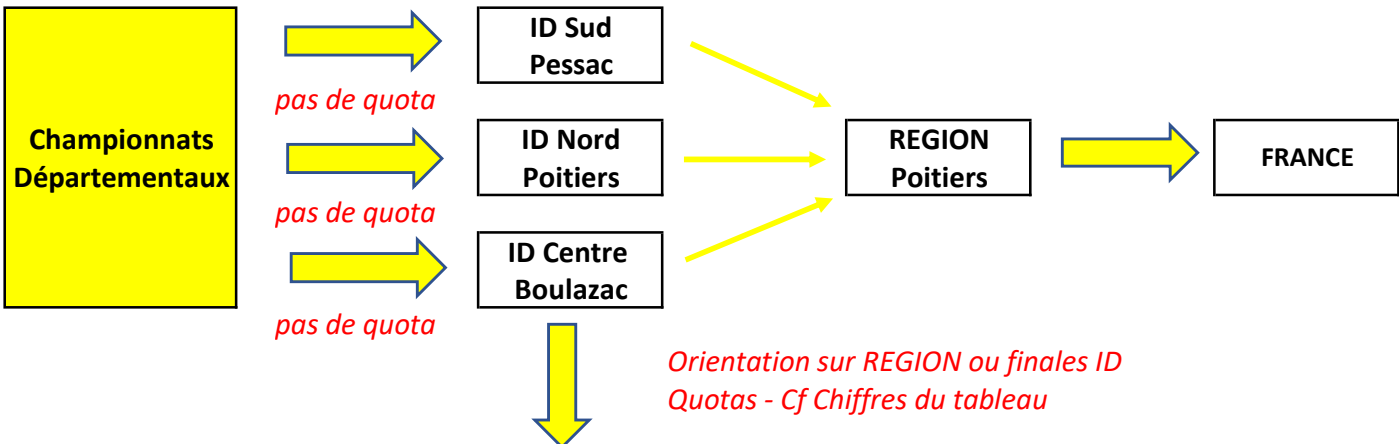 Championnats
Départementaux
pas de quota
pas de quota
pas de quota
ID Sud
Pessac
ID Nord
Poitiers
ID Centre
Boulazac
REGION
Poitiers
FRANCE
Orientation sur REGION ou finales ID
Quotas - Cf Chiffres du tableau